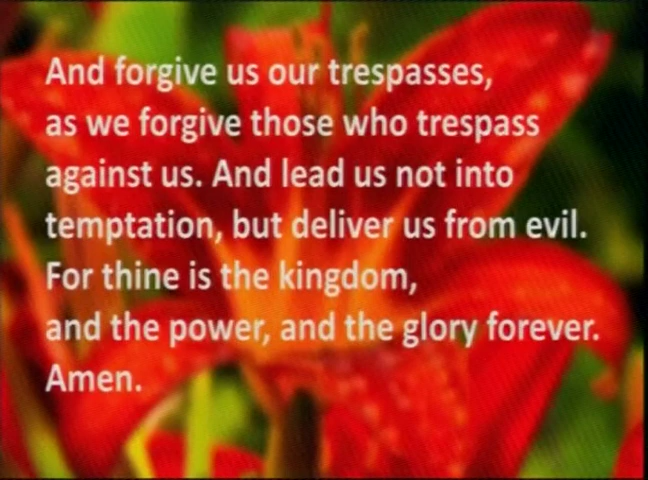 And forgive us our trespasses,
as we forgive those who trespass
against us. And lead us not into
temptation, but deliver us from evil.
For thine is the kingdom,
and the power, and the glory forever.
Amen.